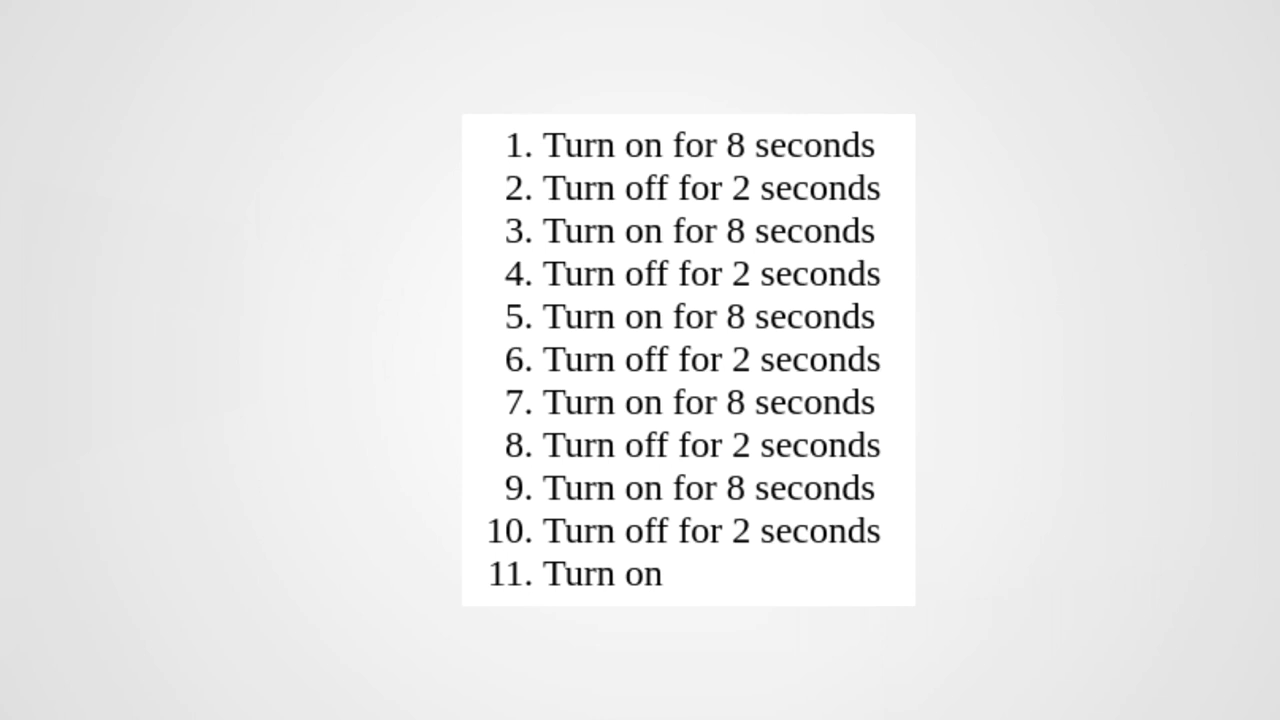 1. Turn on for 8 seconds
2. Turn off for 2 seconds
3. Turn on for 8 seconds
4. Turn off for 2 seconds
5. Turn on for 8 seconds
6. Turn off for 2 seconds
7. Turn on for 8 seconds
8. Turn off for 2 seconds
9. Turn on for 8 seconds
10. Turn off for 2 seconds
11. Turn on